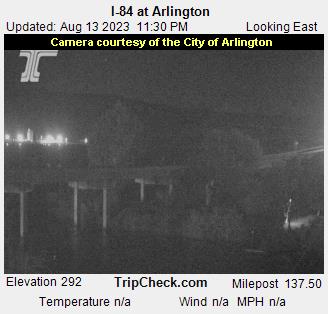 I-84 at Arlington
Updated: Aug 13 2023 11:30 PM Looking East
Camera courtesy of the City of Arlington
Elevation 292 TripCheck.com Milepost 137.50
Temperature n/a Wind n/a MPH n/a